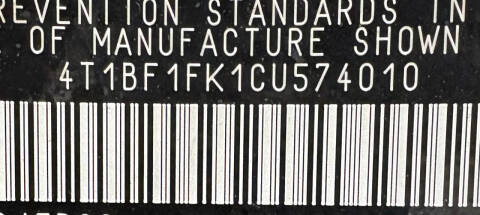 REVENTION STANDARDS IN
E OF MANUFACTURE SHOWN
4T1BF1FK1CU574010